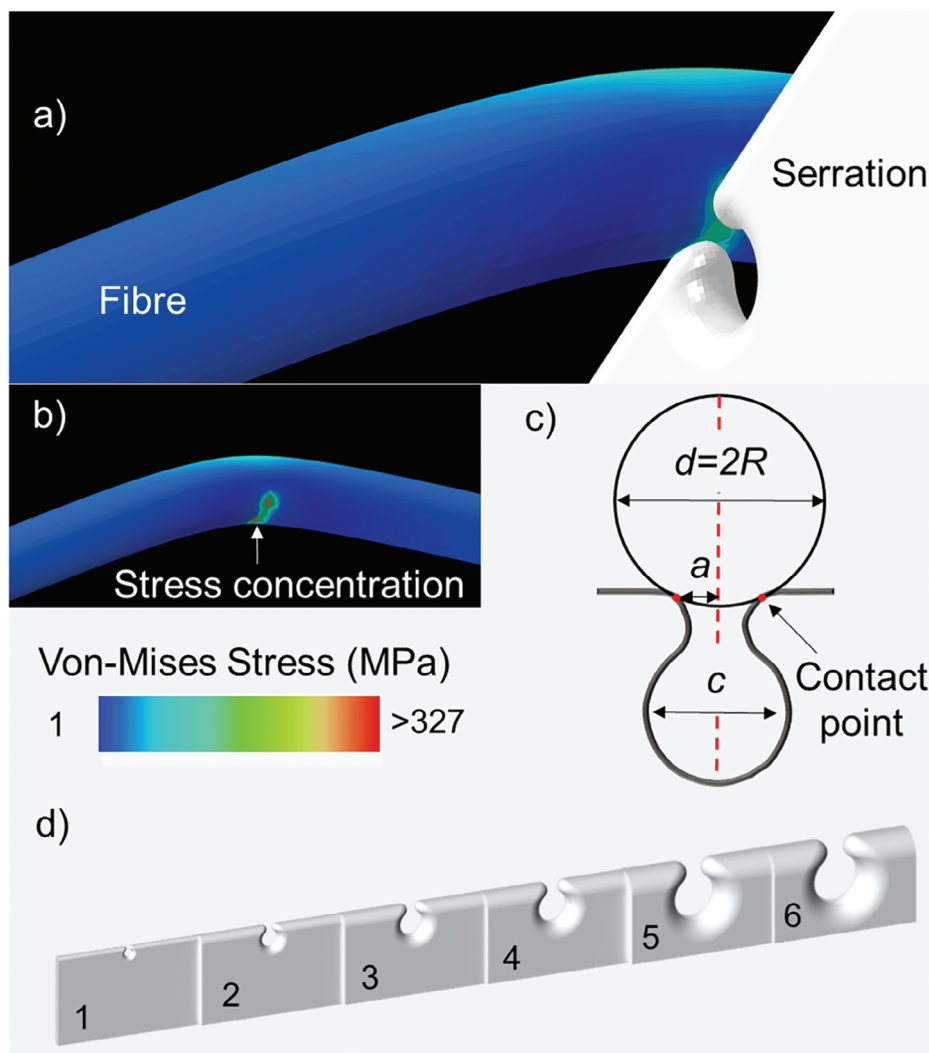 a)
Serration
Fibre
b)
Stress concentration
c)
d=2R
a
c
Contact
point
Von-Mises Stress (MPa)
1
>327
d)
1
2
3
4
5
6